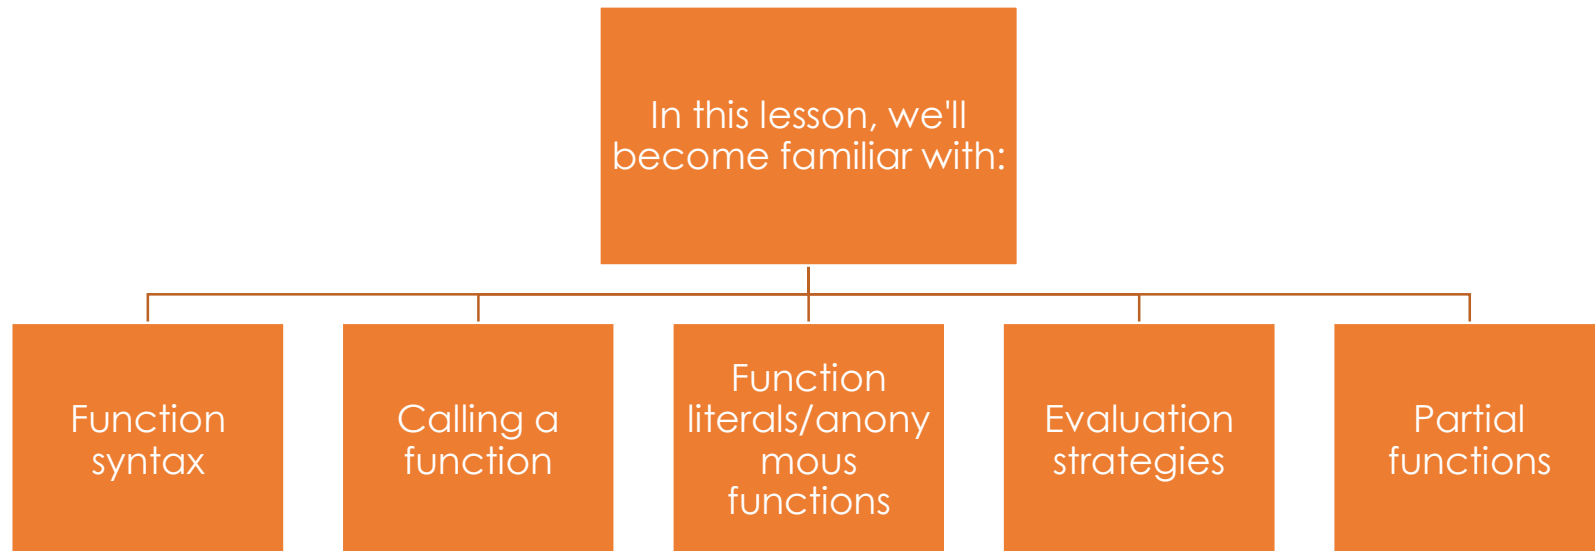 In this lesson, we'll
become familiar with:
Function
syntax
Calling a
function
Function
literals/anony
mous
functions
Evaluation
strategies
Partial
functions